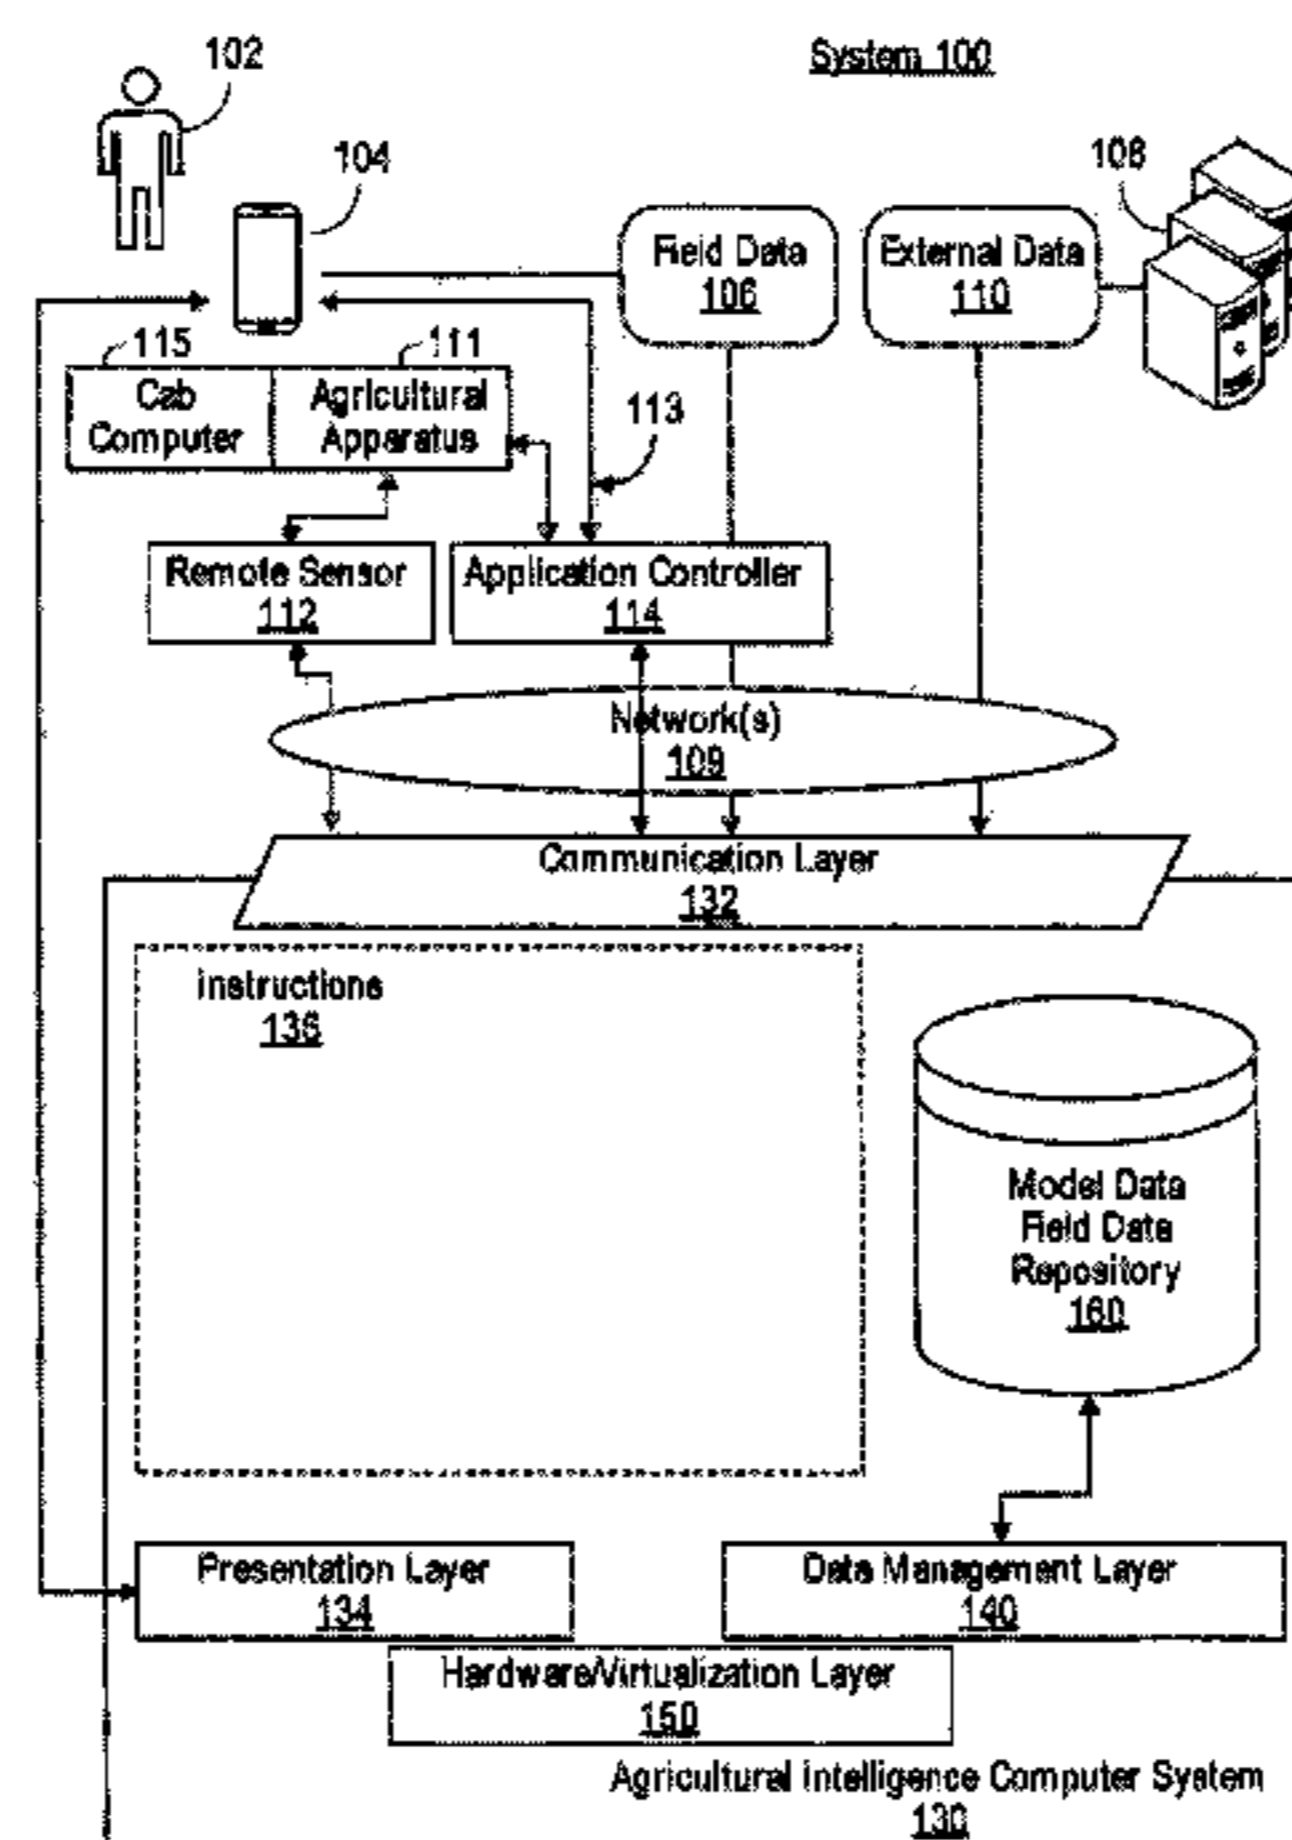 System 100
102
104
108
Field Data
106
External Data
110
115
111
Cab
Computer
Agricultural
Apparatus
113
Remote Sensor
112
Application Controller
114
Network(s)
109
Communication Layer
132
Instructions
136
Model Data
Field Data
Repository
160
Presentation Layer
134
Data Management Layer
140
Hardware/Virtualization Layer
150
Agricultural Intelligence Computer System
130